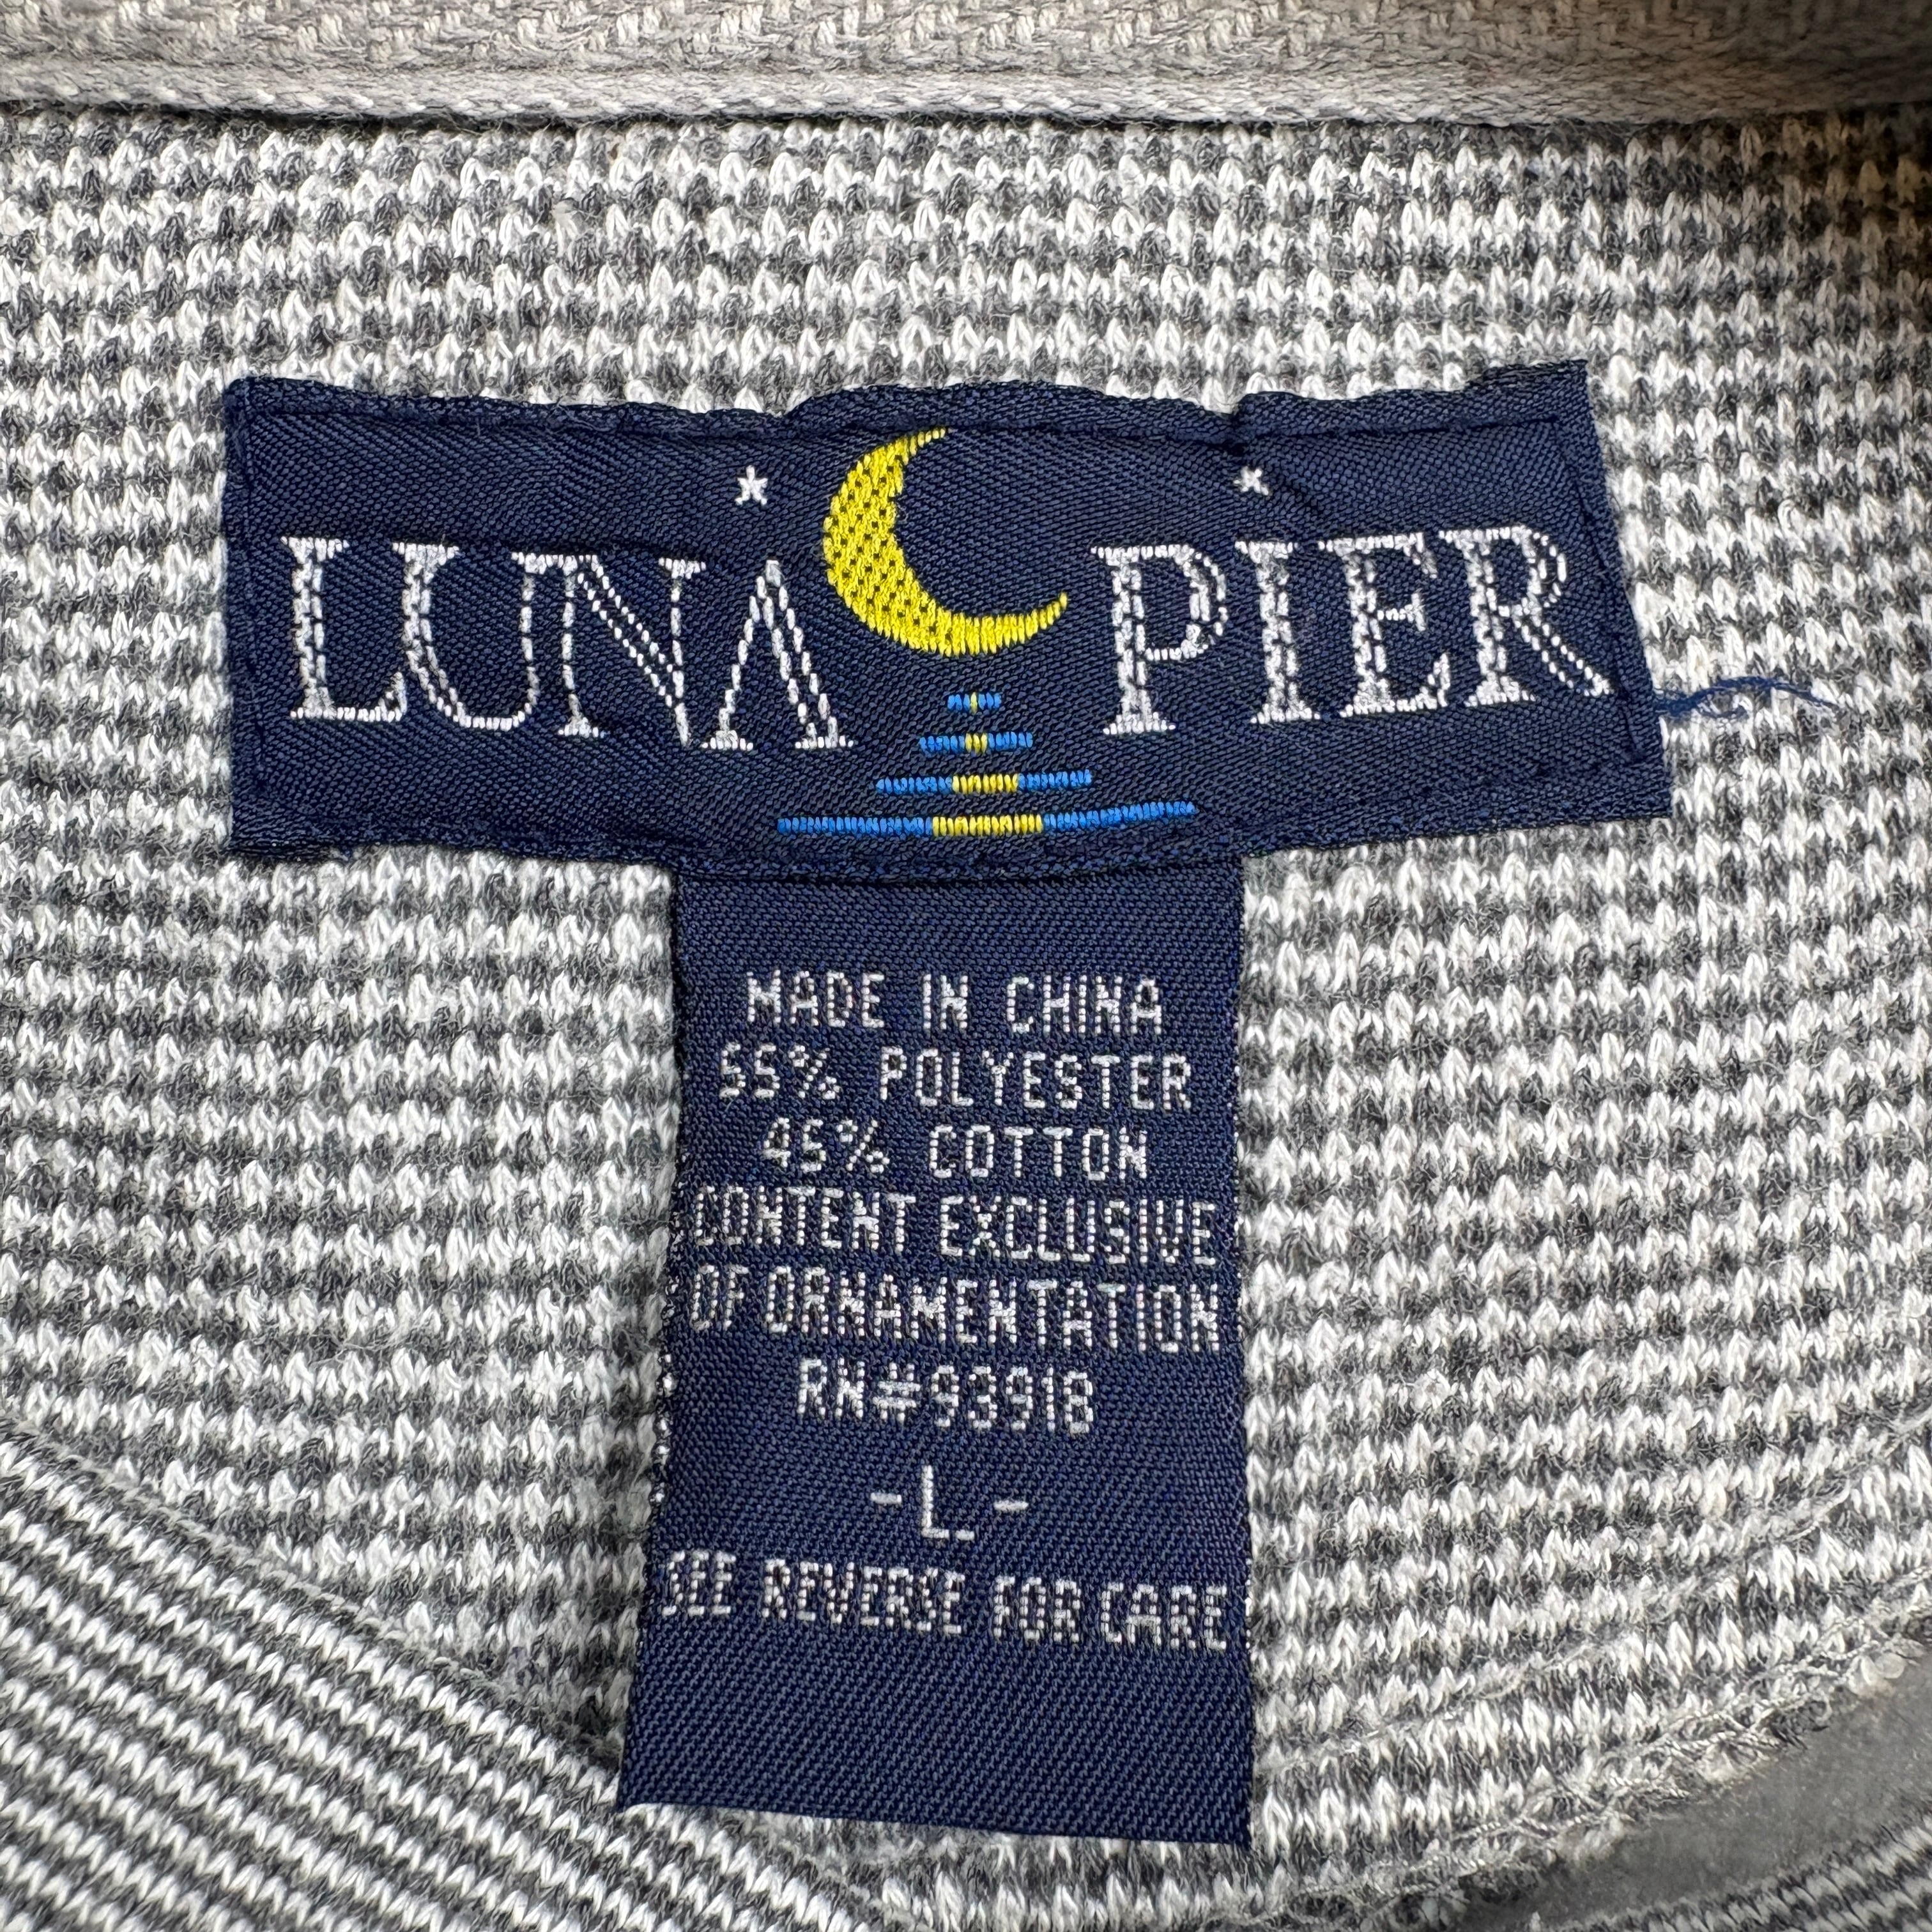 LUNA PIER
MADE IN CHINA
55% POLYESTER
45% COTTON
CONTENT EXCLUSIVE
OF ORNAMENTATION
RN#93918
-L-
SEE REVERSE FOR CARE